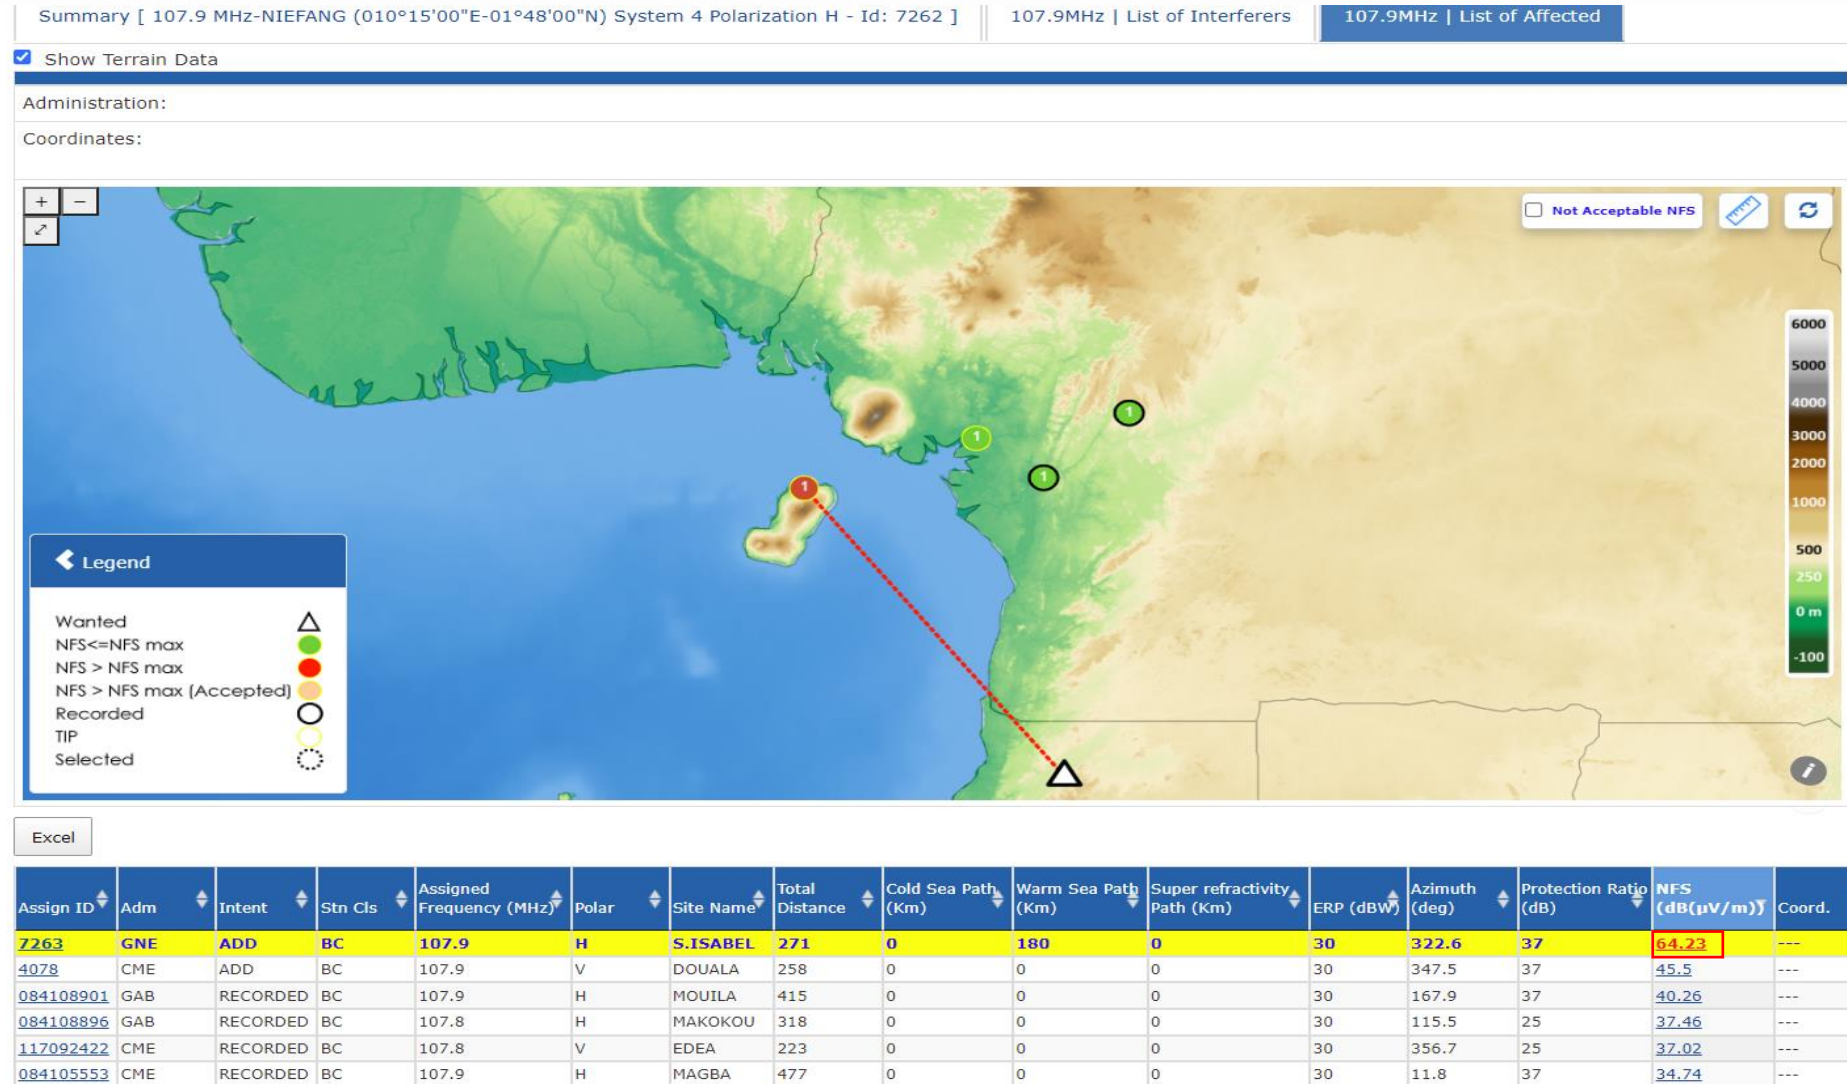 Summary [ 107.9 MHz-NIEFANG (010°15'00"E-01°48'00"N) System 4 Polarization H - Id: 7262 ] 107.9MHz | List of Interferers 107.9MHz | List of Affected
Show Terrain Data
Administration:
Coordinates:
+ −
Not Acceptable NFS
6000
5000
4000
3000
2000
1000
500
250
0 m
-100
1
1
1
1
Legend
Wanted
NFS<=NFS max
NFS > NFS max
NFS > NFS max (Accepted)
Recorded
TIP
Selected
i
Excel
Assign ID Adm Intent Stn Cls Assigned Frequency (MHz) Polar Site Name Total Distance Cold Sea Path (Km) Warm Sea Path (Km) Super refractivity Path (Km) ERP (dBW) Azimuth (deg) Protection Ratio (dB) NFS (dB(µV/m)) Coord.
7263 GNE ADD BC 107.9 H S.ISABEL 271 0 180 0 30 322.6 37 64.23 ---
4078 CME ADD BC 107.9 V DOUALA 258 0 0 0 30 347.5 37 45.5 ---
084108901 GAB RECORDED BC 107.9 H MOUILA 415 0 0 0 30 167.9 37 40.26 ---
084108896 GAB RECORDED BC 107.8 H MAKOKOU 318 0 0 0 30 115.5 25 37.46 ---
117092422 CME RECORDED BC 107.8 V EDEA 223 0 0 0 30 356.7 25 37.02 ---
084105553 CME RECORDED BC 107.9 H MAGBA 477 0 0 0 30 11.8 37 34.74 ---